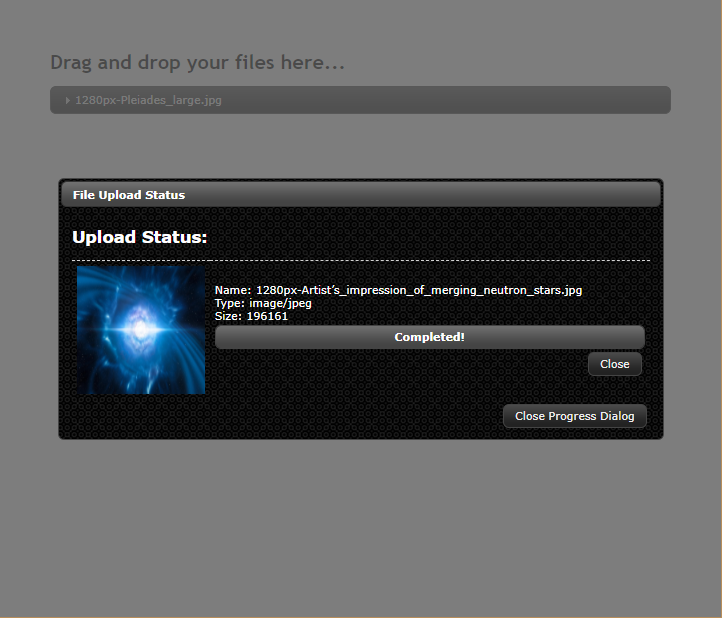 Drag and drop your files here...
1280px-Pleiades_large.jpg
File Upload Status
Upload Status:
Name: 1280px-Artist’s_impression_of_merging_neutron_stars.jpg
Type: image/jpeg
Size: 196161
Completed!
Close
Close Progress Dialog